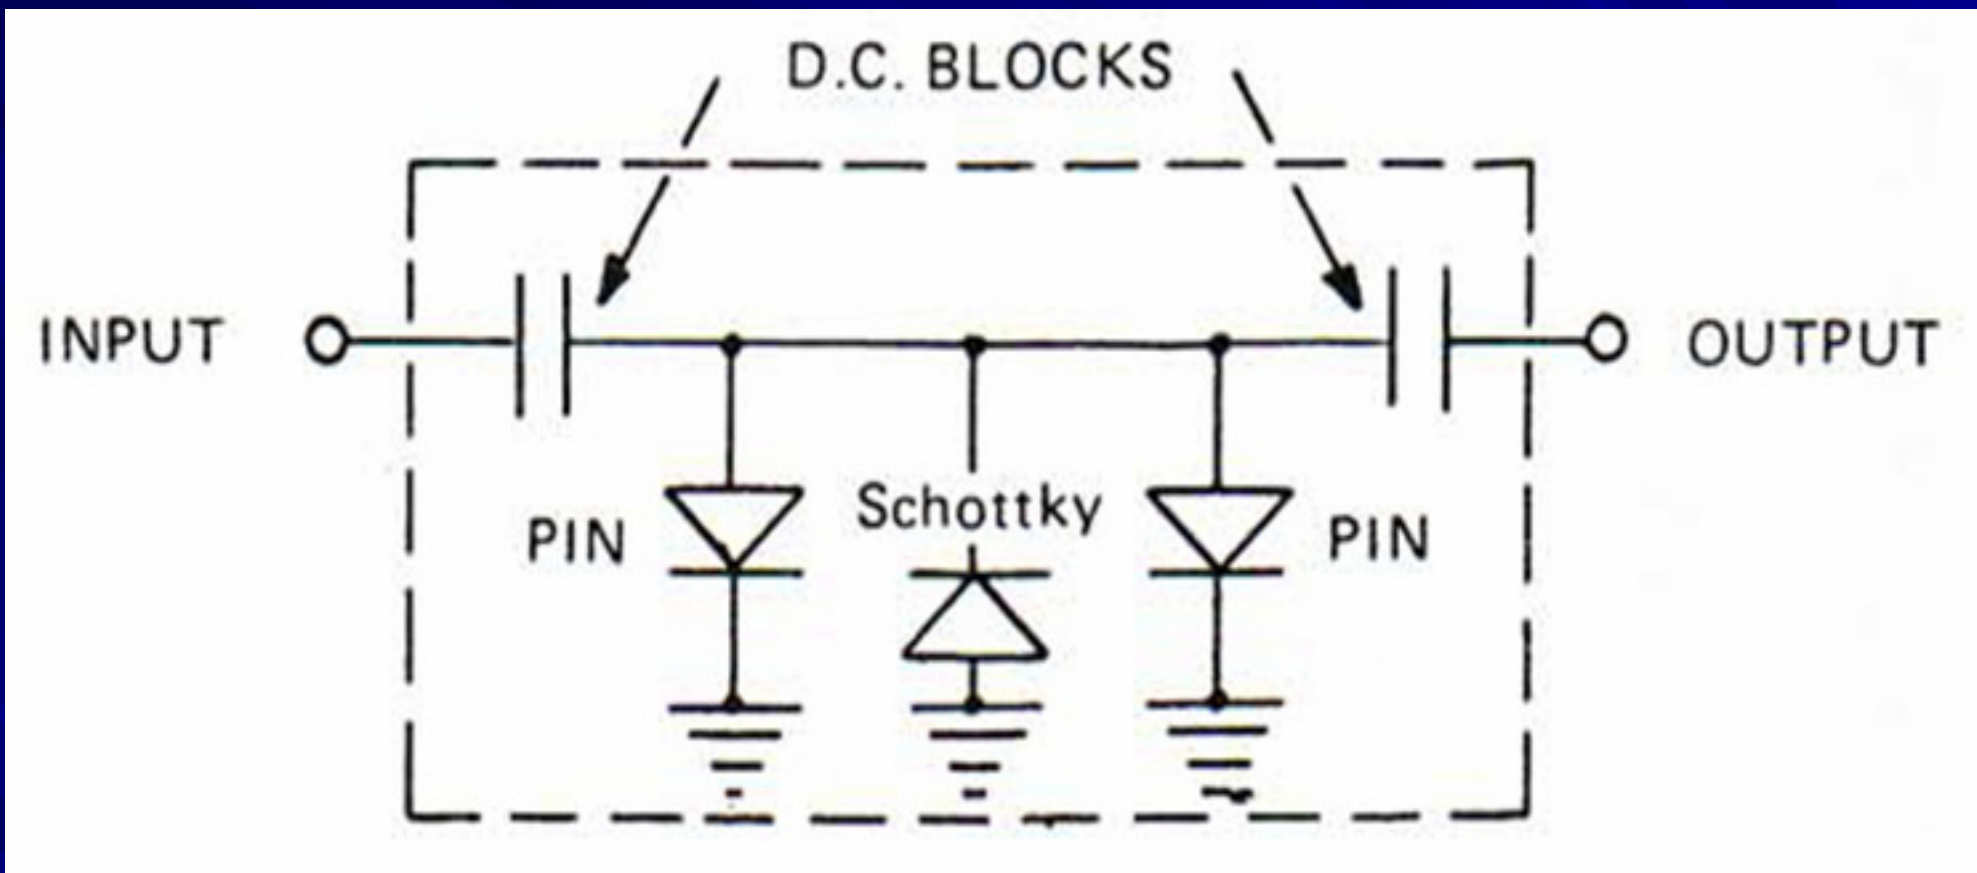 D.C. BLOCKS
INPUT
OUTPUT
PIN
Schottky
PIN